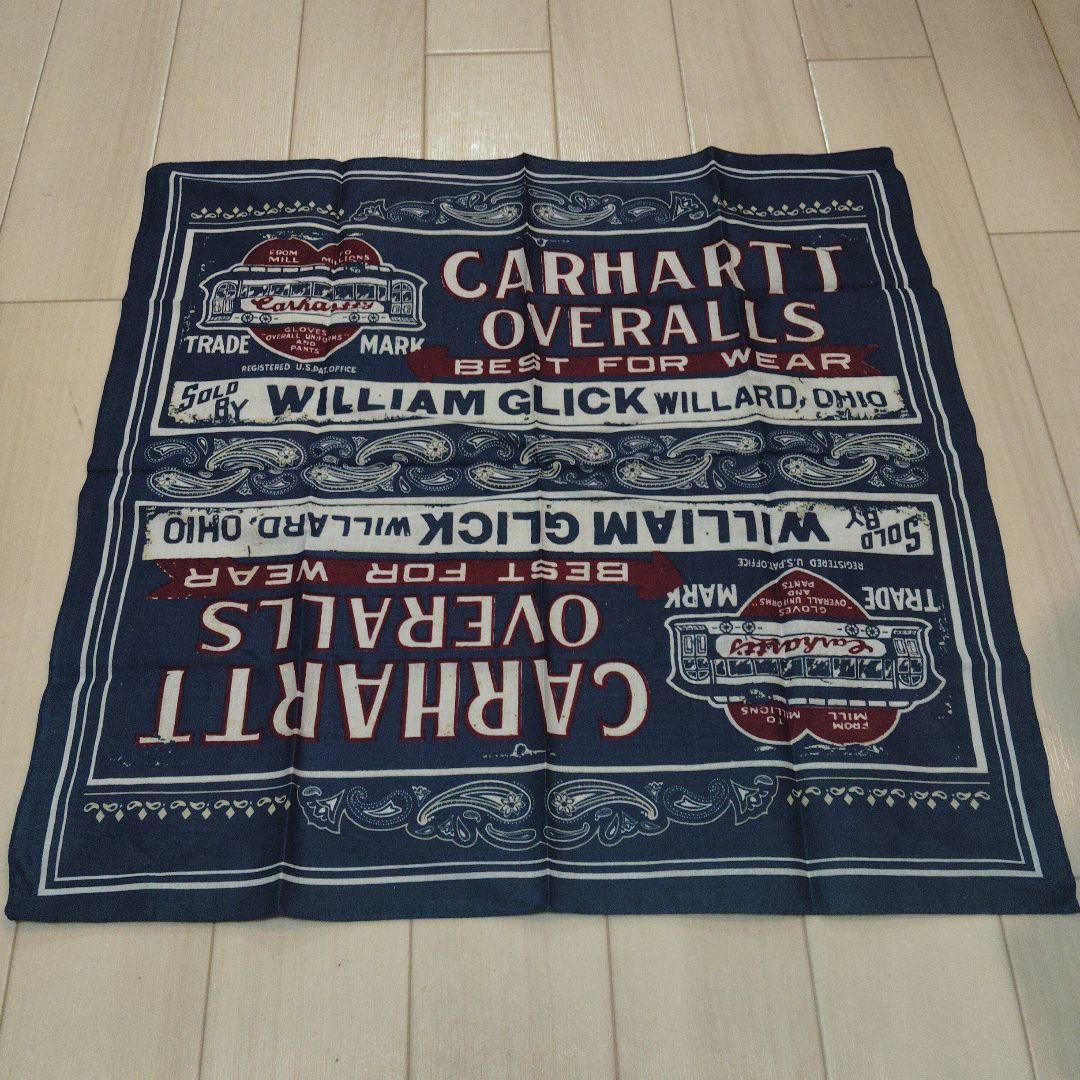 FROM TO
MILL MILLIONS
Carhartt's
GLOVES
"OVERALL UNIFORMS"
AND
PANTS
TRADE MARK
REGISTERED U.S.PAT.OFFICE
CARHARTT
OVERALLS
BEST FOR WEAR
SOLD BY WILLIAM GLICK WILLARD, OHIO
SOLD BY WILLIAM GLICK WILLARD, OHIO
REGISTERED U.S.PAT.OFFICE
TRADE MARK
PANTS
AND
"OVERALL UNIFORMS"
GLOVES
Carhartt's
FROM TO
MILL MILLIONS
BEST FOR WEAR
OVERALLS
CARHARTT